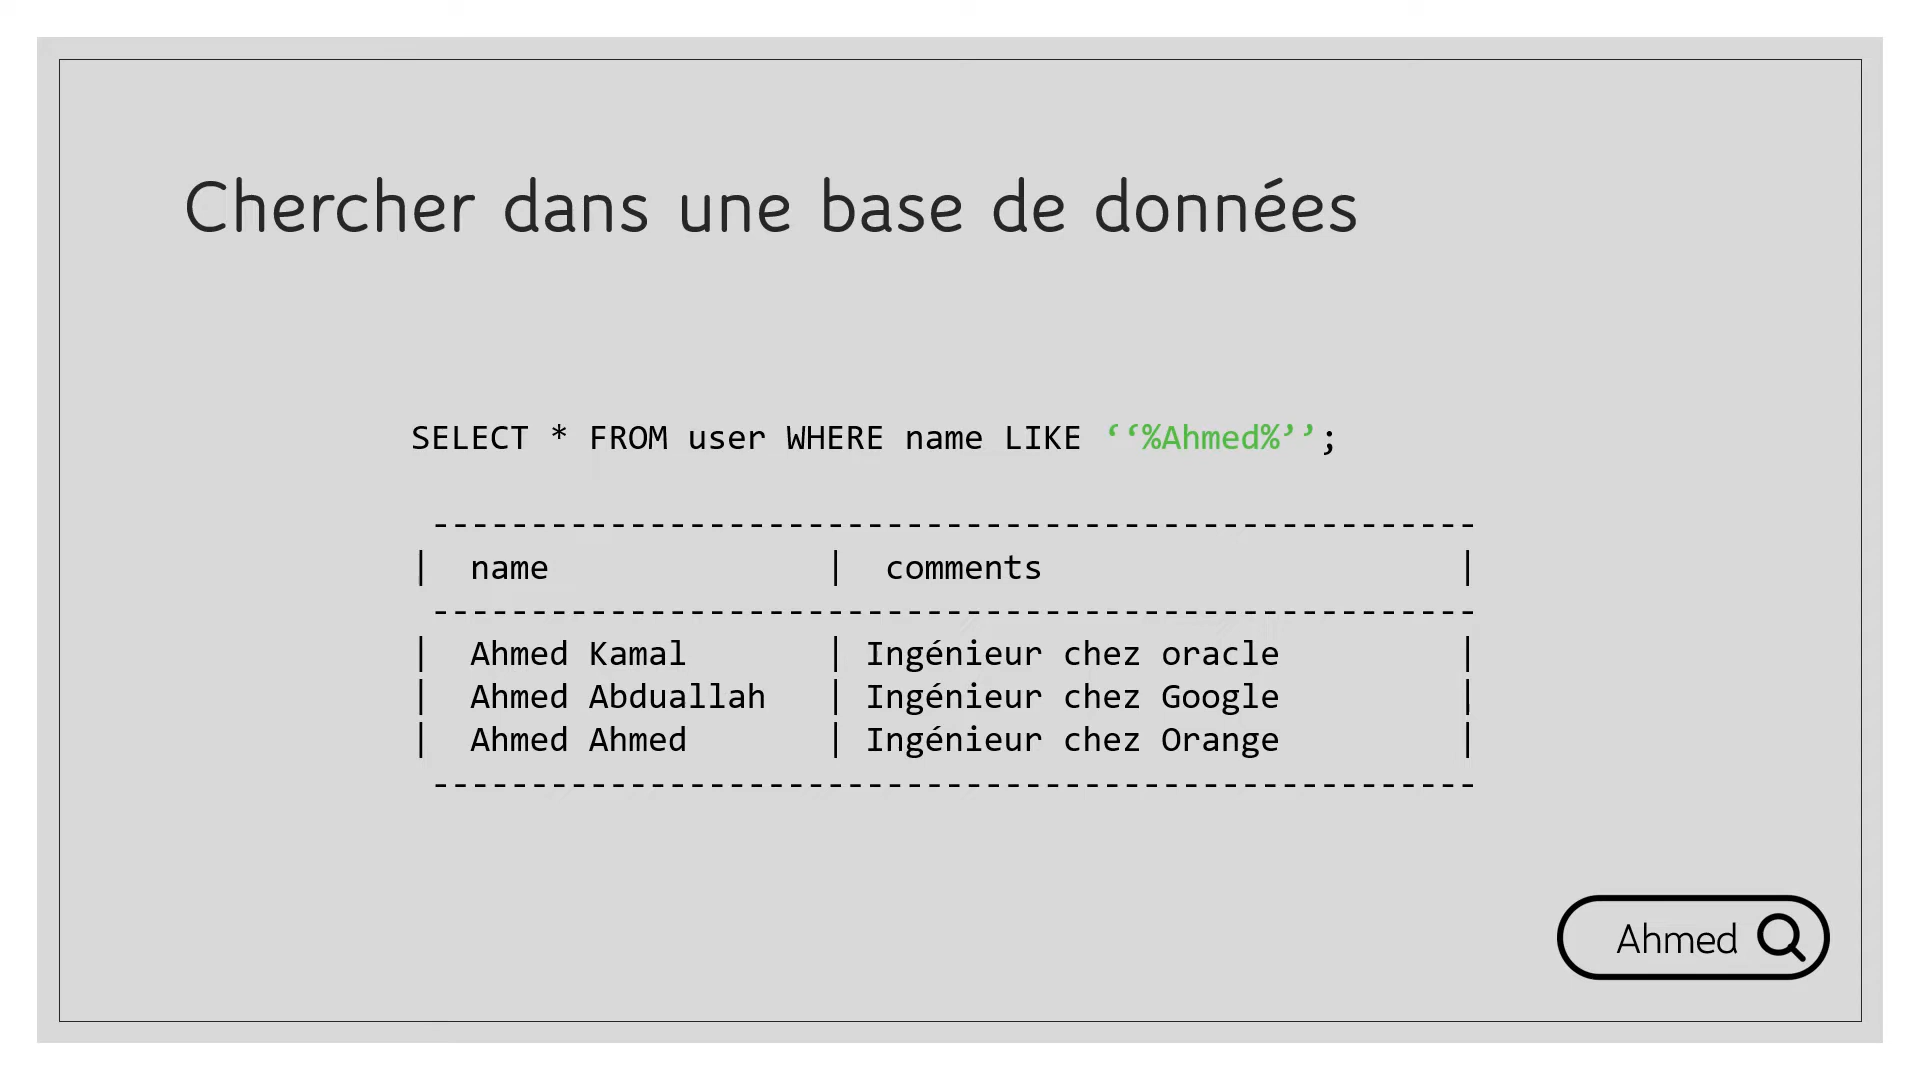 Chercher dans une base de données
SELECT * FROM user WHERE name LIKE ‘‘%Ahmed%’’;
-----------------------------------------------------
| name | comments |
-----------------------------------------------------
| Ahmed Kamal | Ingénieur chez oracle |
| Ahmed Abduallah | Ingénieur chez Google |
| Ahmed Ahmed | Ingénieur chez Orange |
-----------------------------------------------------
Ahmed